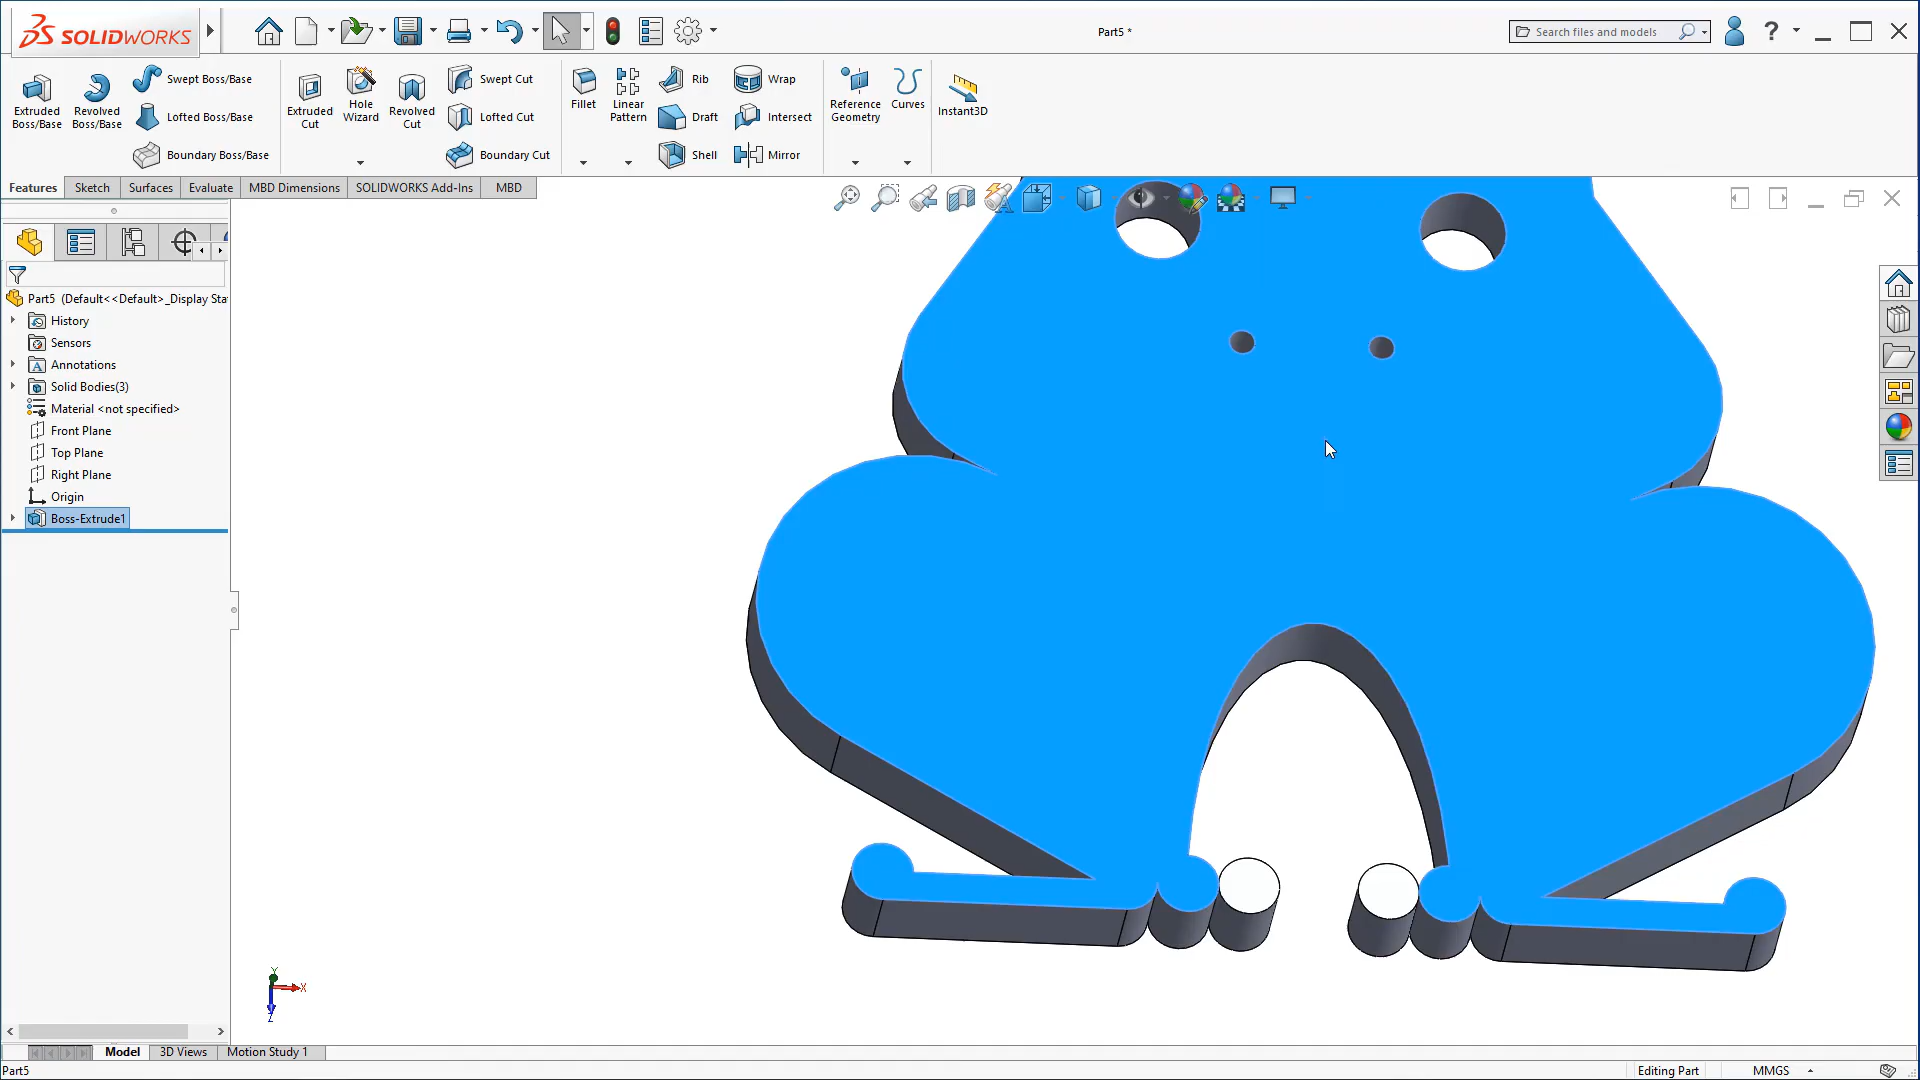 SOLIDWORKS
Part5 *
Search files and models
Extruded Boss/Base
Revolved Boss/Base
Swept Boss/Base
Lofted Boss/Base
Boundary Boss/Base
Extruded Cut
Hole Wizard
Revolved Cut
Swept Cut
Lofted Cut
Boundary Cut
Fillet
Linear Pattern
Rib
Draft
Shell
Wrap
Intersect
Mirror
Reference Geometry
Curves
Instant3D
Features
Sketch
Surfaces
Evaluate
MBD Dimensions
SOLIDWORKS Add-Ins
MBD
Part5 (Default<<Default>_Display Sta
History
Sensors
Annotations
Solid Bodies(3)
Material <not specified>
Front Plane
Top Plane
Right Plane
Origin
Boss-Extrude1
Y
X
Z
Model
3D Views
Motion Study 1
Part5
Editing Part
MMGS